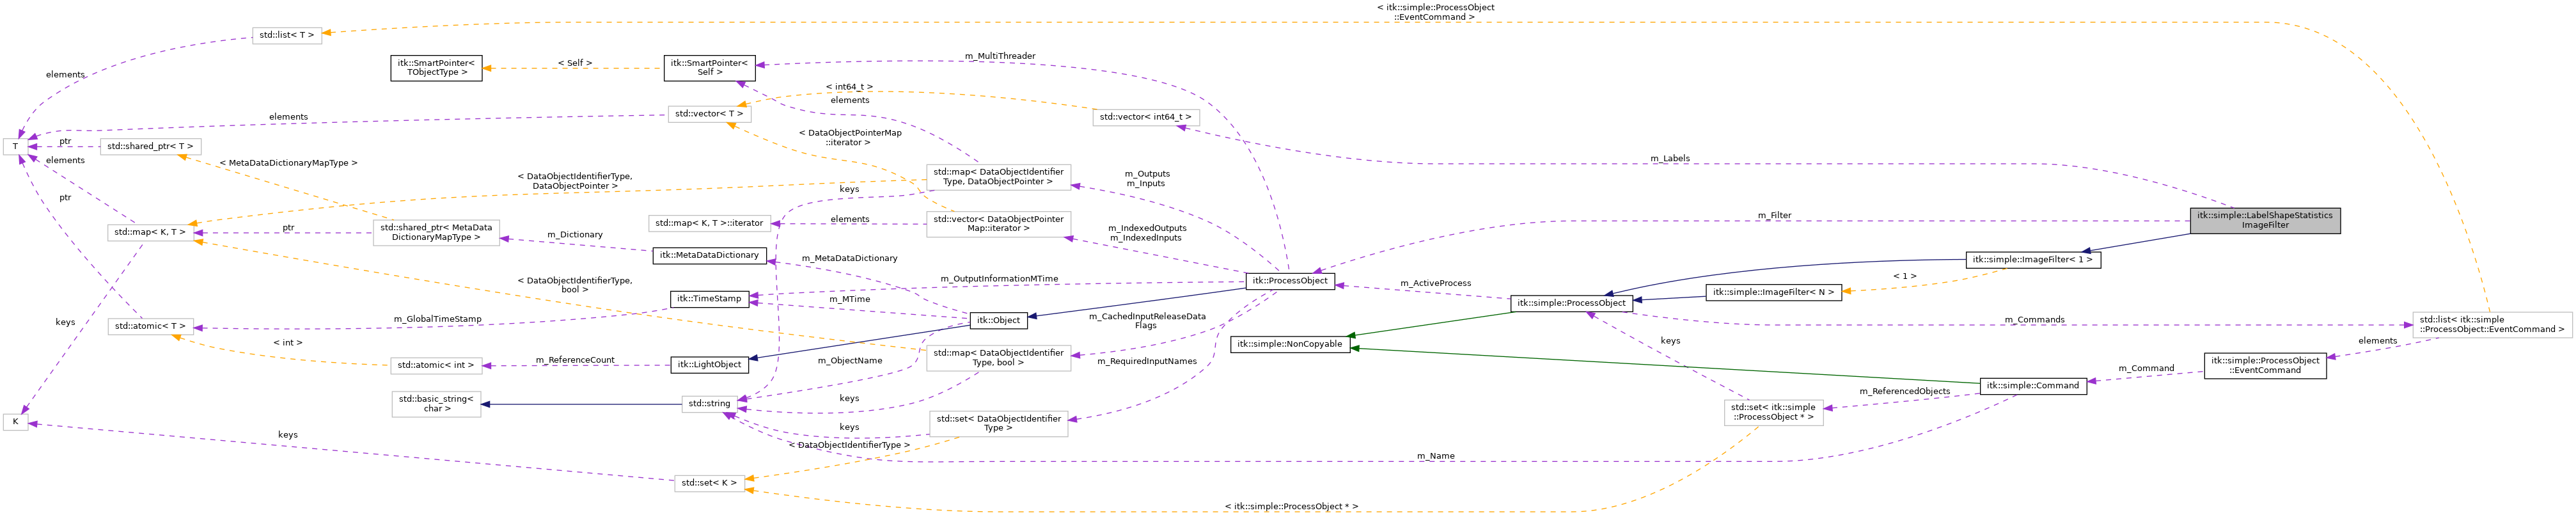 < itk::simple::ProcessObject
::EventCommand >
std::list< T >
itk::SmartPointer<
TObjectType >
< Self >
itk::SmartPointer<
Self >
m_MultiThreader
elements
< int64_t >
elements
std::vector< T >
std::vector< int64_t >
elements
T
ptr
std::shared_ptr< T >
elements
< MetaDataDictionaryMapType >
< DataObjectPointerMap
::iterator >
m_Labels
< DataObjectIdentifierType,
DataObjectPointer >
keys
std::map< DataObjectIdentifier
Type, DataObjectPointer >
m_Outputs
m_Inputs
ptr
std::map< K, T >
ptr
std::shared_ptr< MetaData
DictionaryMapType >
m_Dictionary
std::map< K, T >::iterator
elements
std::vector< DataObjectPointer
Map::iterator >
m_IndexedOutputs
m_IndexedInputs
m_Filter
itk::simple::LabelShapeStatistics
ImageFilter
itk::MetaDataDictionary
m_MetaDataDictionary
itk::simple::ImageFilter< 1 >
< DataObjectIdentifierType,
bool >
m_OutputInformationMTime
itk::ProcessObject
m_ActiveProcess
< 1 >
itk::TimeStamp
m_MTime
itk::simple::ProcessObject
itk::simple::ImageFilter< N >
keys
std::atomic< T >
m_GlobalTimeStamp
itk::Object
m_CachedInputReleaseData
Flags
m_Commands
std::list< itk::simple
::ProcessObject::EventCommand >
< int >
itk::simple::NonCopyable
keys
elements
std::atomic< int >
m_ReferenceCount
itk::LightObject
m_ObjectName
std::map< DataObjectIdentifier
Type, bool >
m_RequiredInputNames
m_Command
itk::simple::ProcessObject
::EventCommand
itk::simple::Command
m_ReferencedObjects
std::basic_string<
char >
std::string
keys
std::set< itk::simple
::ProcessObject * >
K
keys
keys
std::set< DataObjectIdentifier
Type >
< DataObjectIdentifierType >
m_Name
std::set< K >
< itk::simple::ProcessObject * >